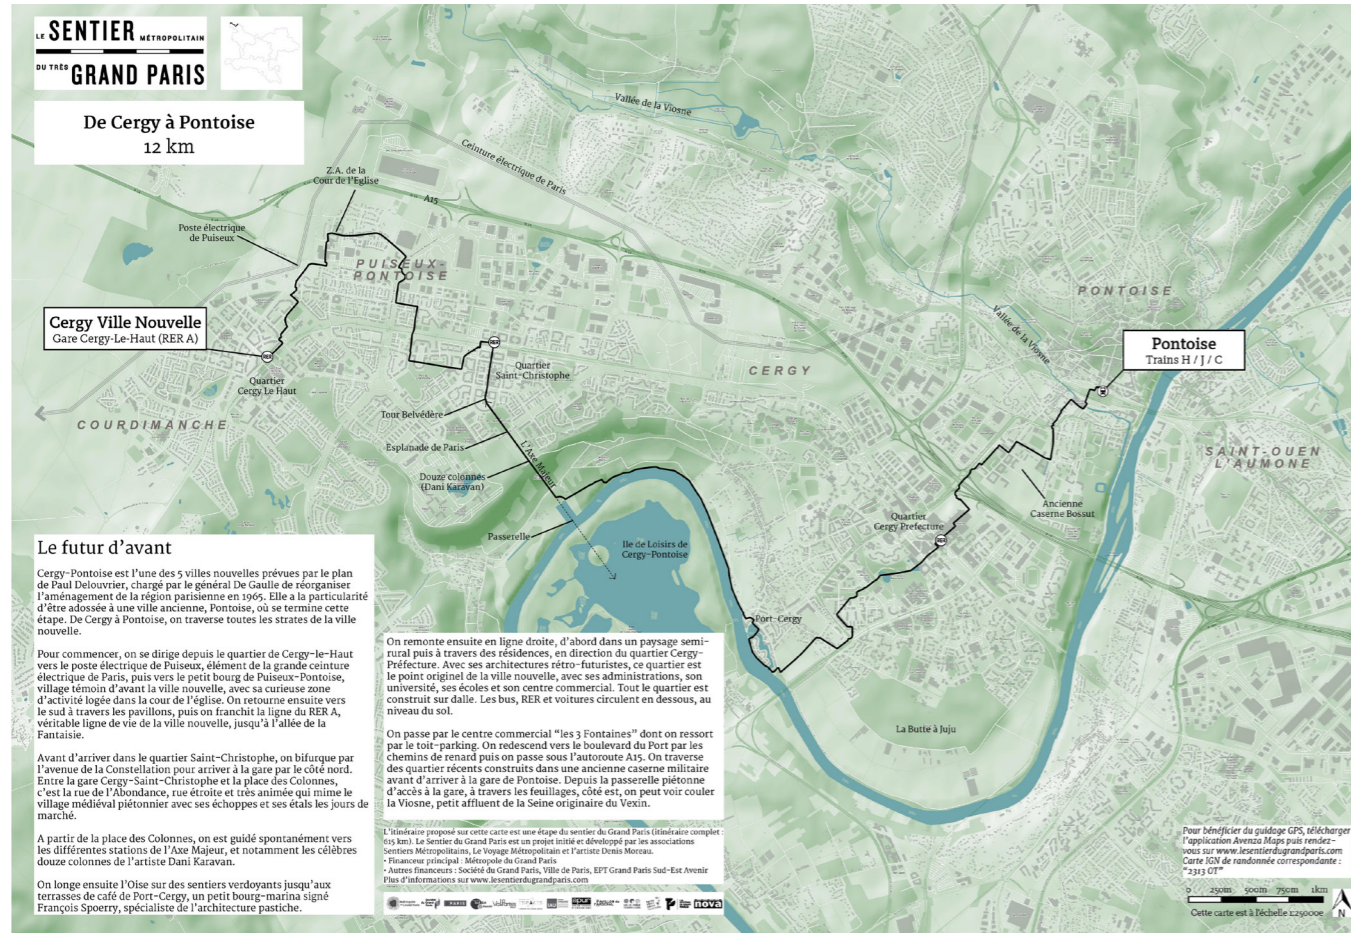 LE SENTIER MÉTROPOLITAIN
DU TRÈS GRAND PARIS
De Cergy à Pontoise
12 km
Vallée de la Viosne
Ceinture électrique de Paris
Z.A. de la
Cour de l'Eglise
A15
Poste électrique
de Puiseux
PUISEUX-
PONTOISE
Cergy Ville Nouvelle
Gare Cergy-Le-Haut (RER A)
RER
Quartier
Cergy Le Haut
COURDIMANCHE
RER
Quartier
Saint-Christophe
Tour Belvédère
Esplanade de Paris
L'Axe Majeur
Douze colonnes
(Dani Karavan)
Passerelle
Ile de Loisirs de
Cergy-Pontoise
CERGY
PONTOISE
Vallée de la Viosne
Pontoise
Trains H / J / C
SAINT-OUEN
L'AUMONE
Ancienne
Caserne Bossut
Quartier
Cergy Prefecture
RER
Port-Cergy
La Butte à Juju
Le futur d'avant
Cergy-Pontoise est l'une des 5 villes nouvelles prévues par le plan
de Paul Delouvrier, chargé par le général De Gaulle de réorganiser
l'aménagement de la région parisienne en 1965. Elle a la particularité
d'être adossée à une ville ancienne, Pontoise, où se termine cette
étape. De Cergy à Pontoise, on traverse toutes les strates de la ville
nouvelle.
Pour commencer, on se dirige depuis le quartier de Cergy-le-Haut
vers le poste électrique de Puiseux, élément de la grande ceinture
électrique de Paris, puis vers le petit bourg de Puiseux-Pontoise,
village témoin d'avant la ville nouvelle, avec sa curieuse zone
d'activité logée dans la cour de l'église. On retourne ensuite vers
le sud à travers les pavillons, puis on franchit la ligne du RER A,
véritable ligne de vie de la ville nouvelle, jusqu'à l'allée de la
Fantaisie.
Avant d'arriver dans le quartier Saint-Christophe, on bifurque par
l'avenue de la Constellation pour arriver à la gare par le côté nord.
Entre la gare Cergy-Saint-Christophe et la place des Colonnes,
c'est la rue de l'Abondance, rue étroite et très animée qui mime le
village médiéval piétonnier avec ses échoppes et ses étals les jours de
marché.
A partir de la place des Colonnes, on est guidé spontanément vers
les différentes stations de l'Axe Majeur, et notamment les célèbres
douze colonnes de l'artiste Dani Karavan.
On longe ensuite l'Oise sur des sentiers verdoyants jusqu'aux
terrasses de café de Port-Cergy, un petit bourg-marina signé
François Spoerry, spécialiste de l'architecture pastiche.
On remonte ensuite en ligne droite, d'abord dans un paysage semi-
rural puis à travers des résidences, en direction du quartier Cergy-
Préfecture. Avec ses architectures rétro-futuristes, ce quartier est
le point originel de la ville nouvelle, avec ses administrations, son
université, ses écoles et son centre commercial. Tout le quartier est
construit sur dalle. Les bus, RER et voitures circulent en dessous, au
niveau du sol.
On passe par le centre commercial "les 3 Fontaines" dont on ressort
par le toit-parking. On redescend vers le boulevard du Port par les
chemins de renard puis on passe sous l'autoroute A15. On traverse
des quartier récents construits dans une ancienne caserne militaire
avant d'arriver à la gare de Pontoise. Depuis la passerelle piétonne
d'accès à la gare, à travers les feuillages, côté est, on peut voir couler
la Viosne, petit affluent de la Seine originaire du Vexin.
L'itinéraire proposé sur cette carte est une étape du sentier du Grand Paris (itinéraire complet :
615 km). Le Sentier du Grand Paris est un projet initié et développé par les associations
Sentiers Métropolitains, Le Voyage Métropolitain et l'artiste Denis Moreau.
• Financeur principal : Métropole du Grand Paris
• Autres financeurs : Société du Grand Paris, Ville de Paris, EPT Grand Paris Sud-Est Avenir
Plus d'informations sur www.lesentierdugrandparis.com
PARIS
nova
Pour bénéficier du guidage GPS, télécharger
l'application Avenza Maps puis rendez-
vous sur www.lesentierdugrandparis.com
Carte IGN de randonnée correspondante :
"2313 OT"
0 250m 500m 750m 1km
Cette carte est à l'échelle 1:25000e
N